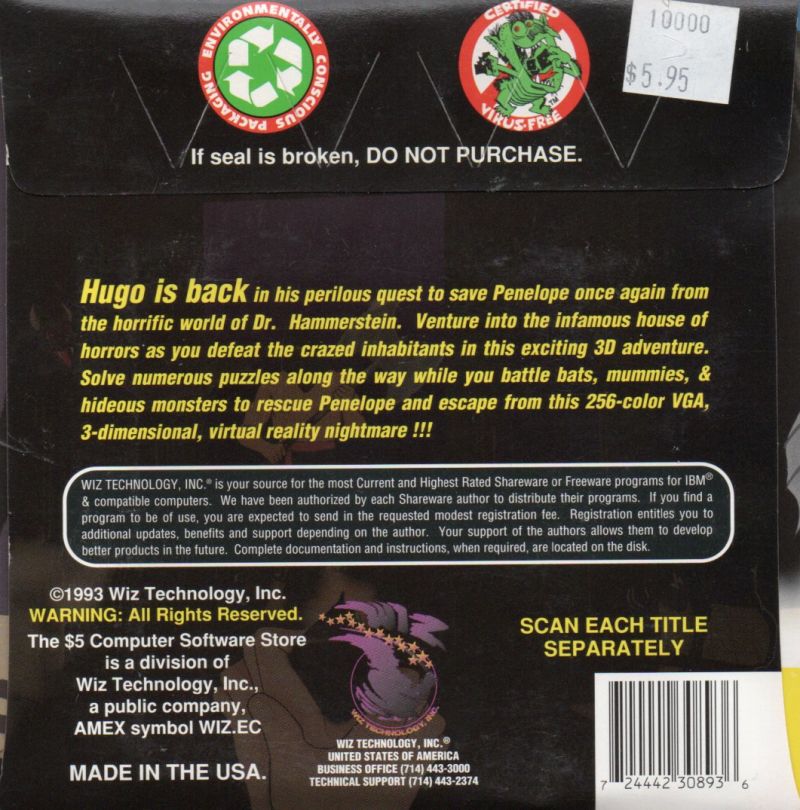 ENVIRONMENTALLY CONSCIOUS PACKAGING
CERTIFIED
VIRUS-FREE
TM
10000
$5.95
If seal is broken, DO NOT PURCHASE.
Hugo is back in his perilous quest to save Penelope once again from
the horrific world of Dr. Hammerstein. Venture into the infamous house of
horrors as you defeat the crazed inhabitants in this exciting 3D adventure.
Solve numerous puzzles along the way while you battle bats, mummies, &
hideous monsters to rescue Penelope and escape from this 256-color VGA,
3-dimensional, virtual reality nightmare !!!
WIZ TECHNOLOGY, INC.® is your source for the most Current and Highest Rated Shareware or Freeware programs for IBM®
& compatible computers. We have been authorized by each Shareware author to distribute their programs. If you find a
program to be of use, you are expected to send in the requested modest registration fee. Registration entitles you to
additional updates, benefits and support depending on the author. Your support of the authors allows them to develop
better products in the future. Complete documentation and instructions, when required, are located on the disk.
©1993 Wiz Technology, Inc.
WARNING: All Rights Reserved.
The $5 Computer Software Store
is a division of
Wiz Technology, Inc.,
a public company,
AMEX symbol WIZ.EC
MADE IN THE USA.
WIZ TECHNOLOGY, INC.
WIZ TECHNOLOGY, INC.®
UNITED STATES OF AMERICA
BUSINESS OFFICE (714) 443-3000
TECHNICAL SUPPORT (714) 443-2374
SCAN EACH TITLE
SEPARATELY
7 24442 30893 6